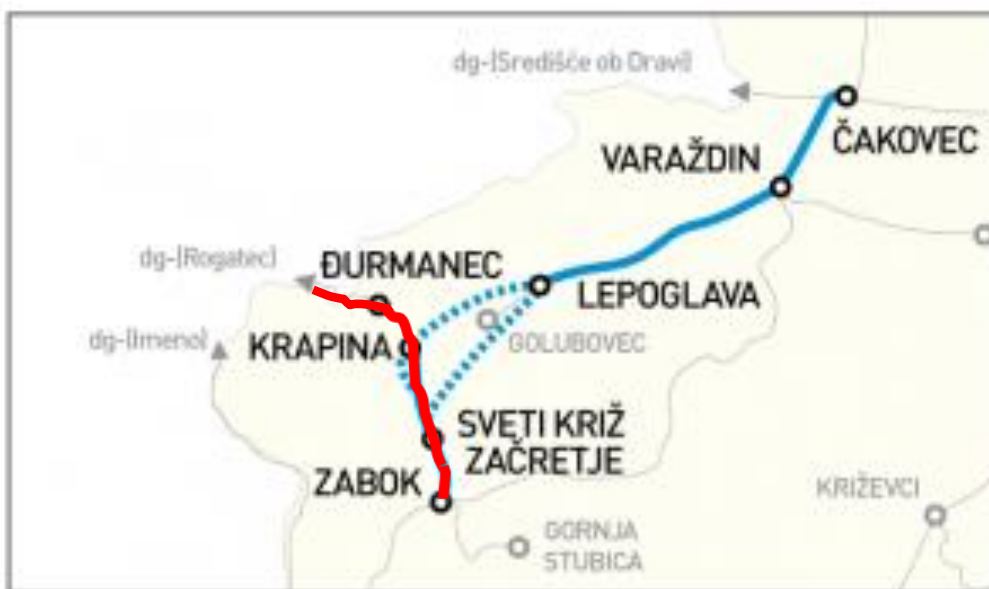 dg-(Središće ob Dravi)
ČAKOVEC
VARAŽDIN
dg-(Rogatec)
ĐURMANEC
LEPOGLAVA
dg-(Imeno)
KRAPINA
GOLUBOVEC
SVETI KRIŽ
ZAČRETJE
ZABOK
KRIŽEVCI
GORNJA
STUBICA